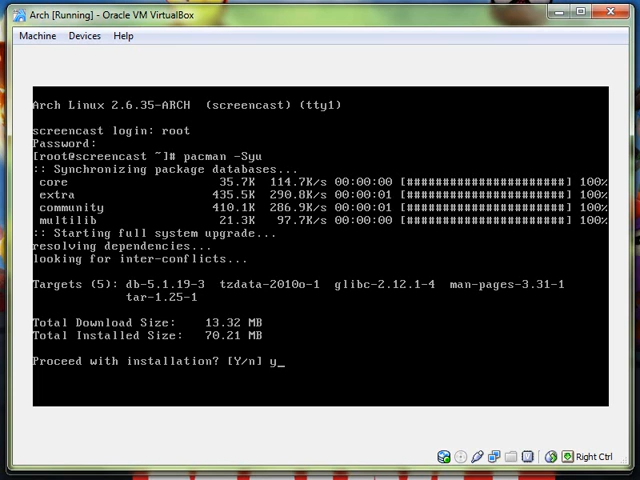 Arch [Running] - Oracle VM VirtualBox
Machine Devices Help
Arch Linux 2.6.35-ARCH (screencast) (tty1)
screencast login: root
Password:
[root@screencast ~]# pacman -Syu
:: Synchronizing package databases...
core 35.7K 114.7K/s 00:00:00 [######################] 100%
extra 435.5K 290.8K/s 00:00:01 [######################] 100%
community 410.1K 286.9K/s 00:00:01 [######################] 100%
multilib 21.3K 97.7K/s 00:00:00 [######################] 100%
:: Starting full system upgrade...
resolving dependencies...
looking for inter-conflicts...
Targets (5): db-5.1.19-3 tzdata-2010o-1 glibc-2.12.1-4 man-pages-3.31-1
tar-1.25-1
Total Download Size: 13.32 MB
Total Installed Size: 70.21 MB
Proceed with installation? [Y/n] y_
Right Ctrl